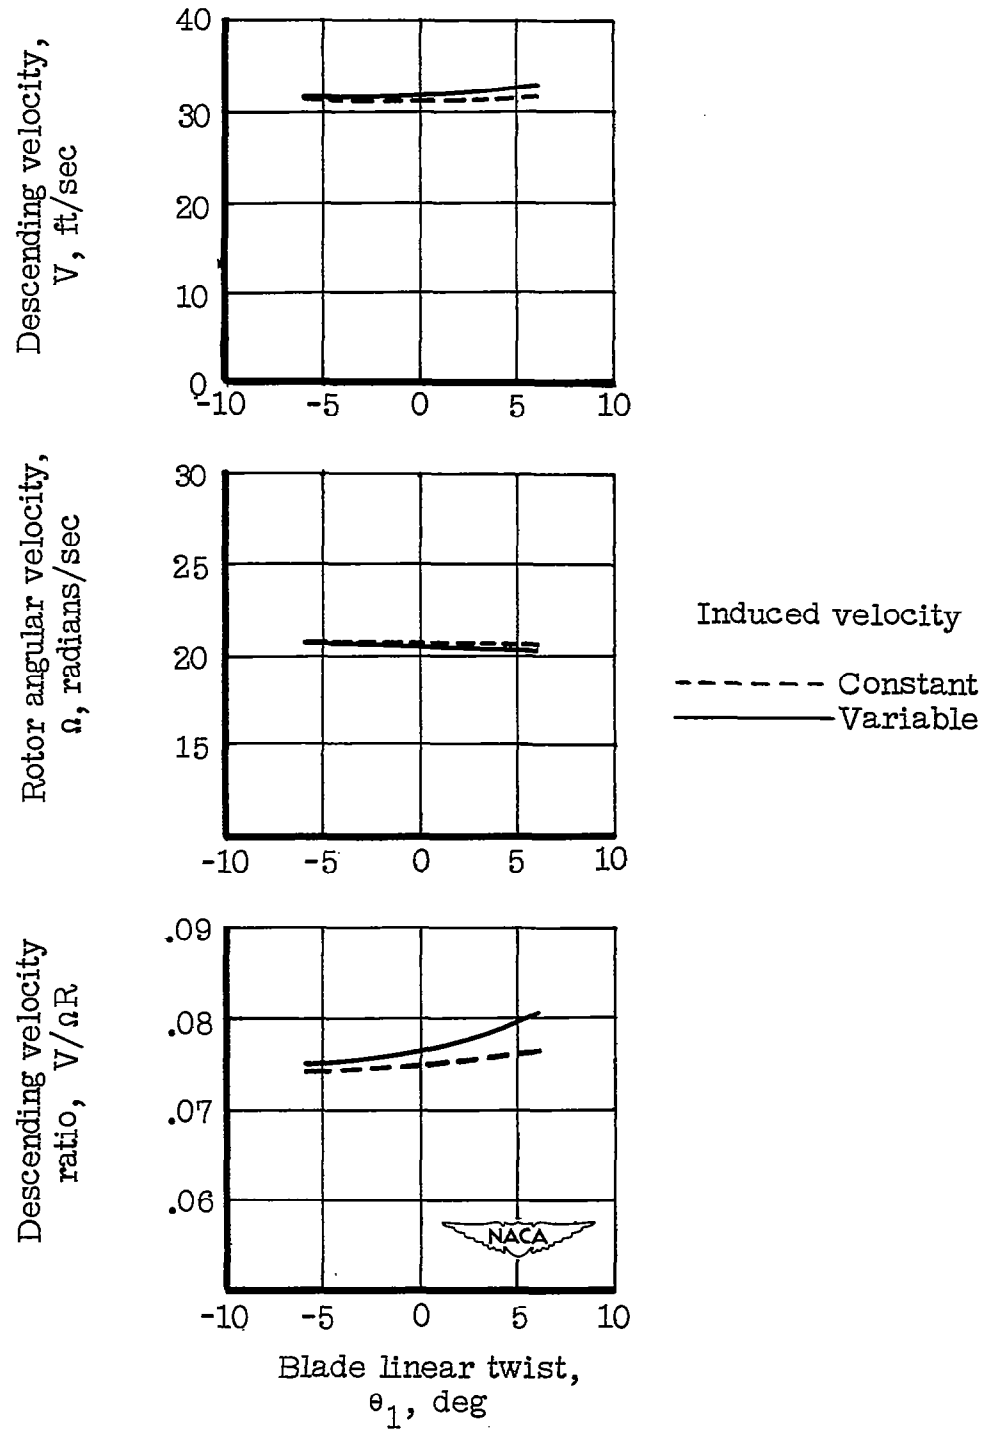 Descending velocity,
V, ft/sec
40
30
20
10
0
-10 -5 0 5 10
Rotor angular velocity,
Ω, radians/sec
30
25
20
15
-10 -5 0 5 10
Induced velocity
Constant
Variable
Descending velocity
ratio, V/ΩR
.09
.08
.07
.06
NACA
-10 -5 0 5 10
Blade linear twist,
θ1, deg